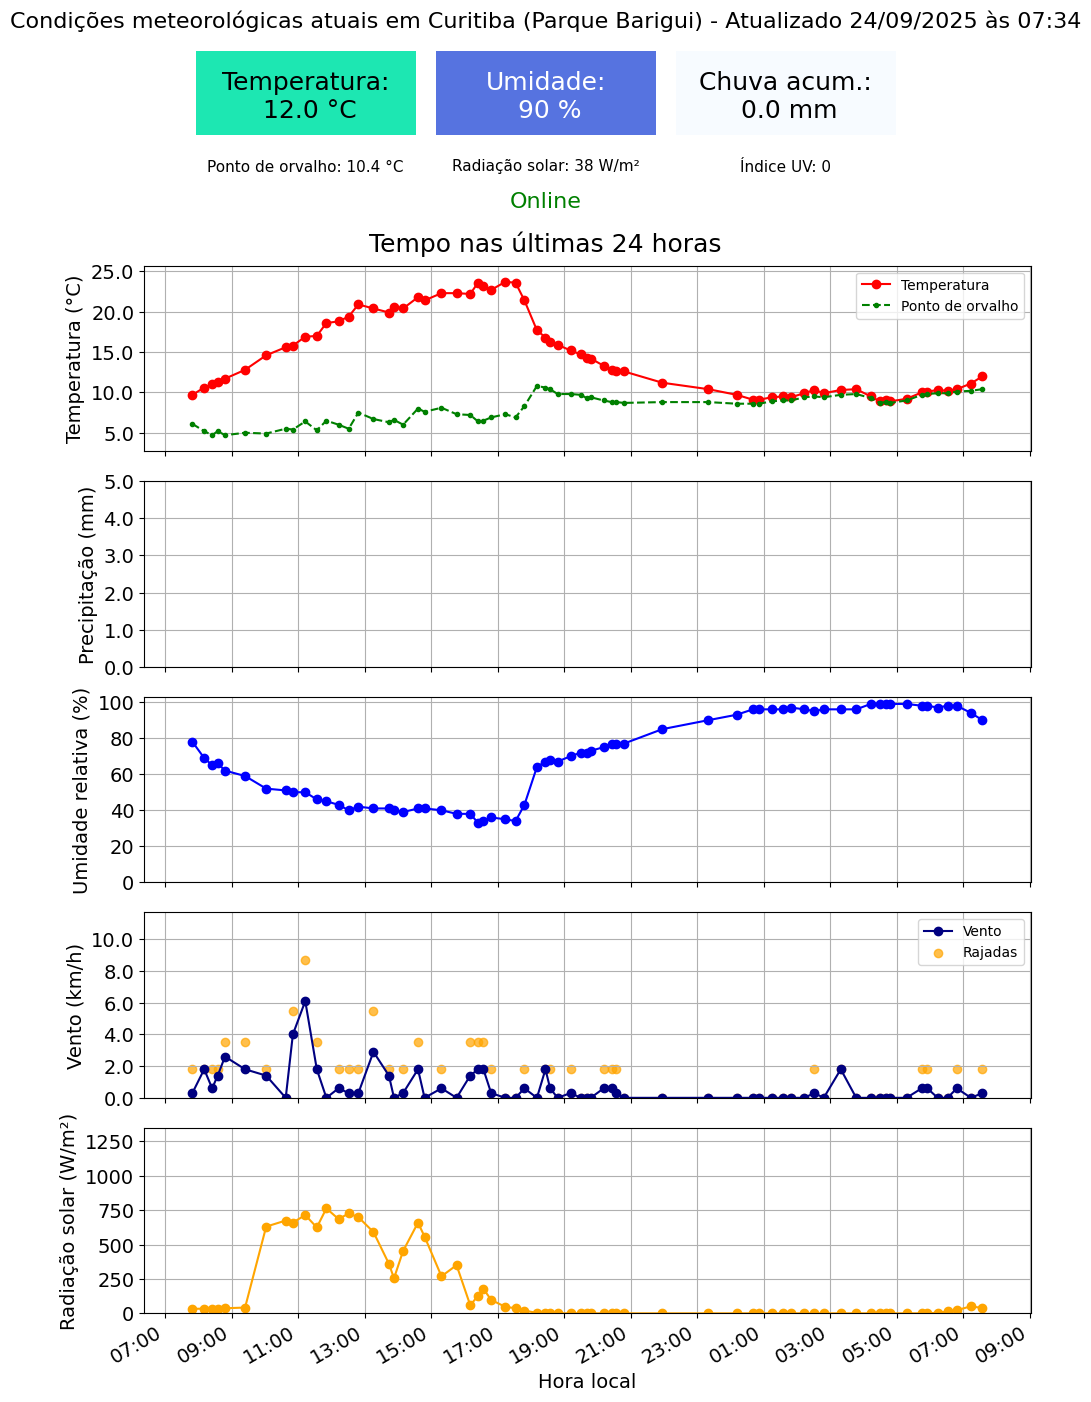 Condições meteorológicas atuais em Curitiba (Parque Barigui) - Atualizado 24/09/2025 às 07:34
Temperatura:
12.0 °C
Umidade:
90 %
Chuva acum.:
0.0 mm
Ponto de orvalho: 10.4 °C
Radiação solar: 38 W/m²
Índice UV: 0
Online
Tempo nas últimas 24 horas
Temperatura (°C)
25.0
20.0
15.0
10.0
5.0
Temperatura
Ponto de orvalho
Precipitação (mm)
5.0
4.0
3.0
2.0
1.0
0.0
Umidade relativa (%)
100
80
60
40
20
0
Vento (km/h)
10.0
8.0
6.0
4.0
2.0
0.0
Vento
Rajadas
Radiação solar (W/m²)
1250
1000
750
500
250
0
07:00
09:00
11:00
13:00
15:00
17:00
19:00
21:00
23:00
01:00
03:00
05:00
07:00
09:00
Hora local